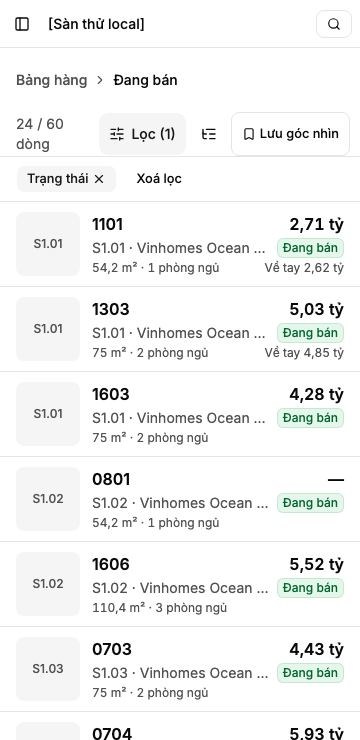 [Sàn thử local]
Bảng hàng > Đang bán
24 / 60 dòng
Lọc (1)
Lưu góc nhìn
Trạng thái ×
Xoá lọc
S1.01
1101
2,71 tỷ
S1.01 · Vinhomes Ocean ...
Đang bán
54,2 m² · 1 phòng ngủ
Về tay 2,62 tỷ
S1.01
1303
5,03 tỷ
S1.01 · Vinhomes Ocean ...
Đang bán
75 m² · 2 phòng ngủ
Về tay 4,85 tỷ
S1.01
1603
4,28 tỷ
S1.01 · Vinhomes Ocean ...
Đang bán
75 m² · 2 phòng ngủ
S1.02
0801
—
S1.02 · Vinhomes Ocean ...
Đang bán
54,2 m² · 1 phòng ngủ
S1.02
1606
5,52 tỷ
S1.02 · Vinhomes Ocean ...
Đang bán
110,4 m² · 3 phòng ngủ
S1.03
0703
4,43 tỷ
S1.03 · Vinhomes Ocean ...
Đang bán
75 m² · 2 phòng ngủ
0704
5,93 tỷ